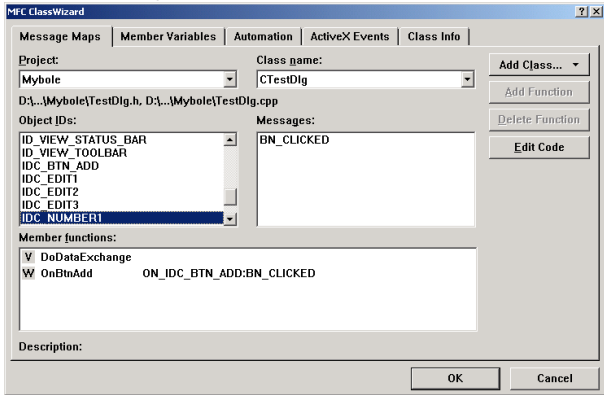 MFC ClassWizard
Message Maps Member Variables Automation ActiveX Events Class Info
Project: Class name:
Mybole CTestDlg
Add Class...
D:\...\Mybole\TestDlg.h, D:\...\Mybole\TestDlg.cpp
Add Function
Object IDs: Messages:
Delete Function
ID_VIEW_STATUS_BAR BN_CLICKED
ID_VIEW_TOOLBAR
Edit Code
IDC_BTN_ADD
IDC_EDIT1
IDC_EDIT2
IDC_EDIT3
IDC_NUMBER1
Member functions:
V DoDataExchange
W OnBtnAdd ON_IDC_BTN_ADD:BN_CLICKED
Description:
OK Cancel